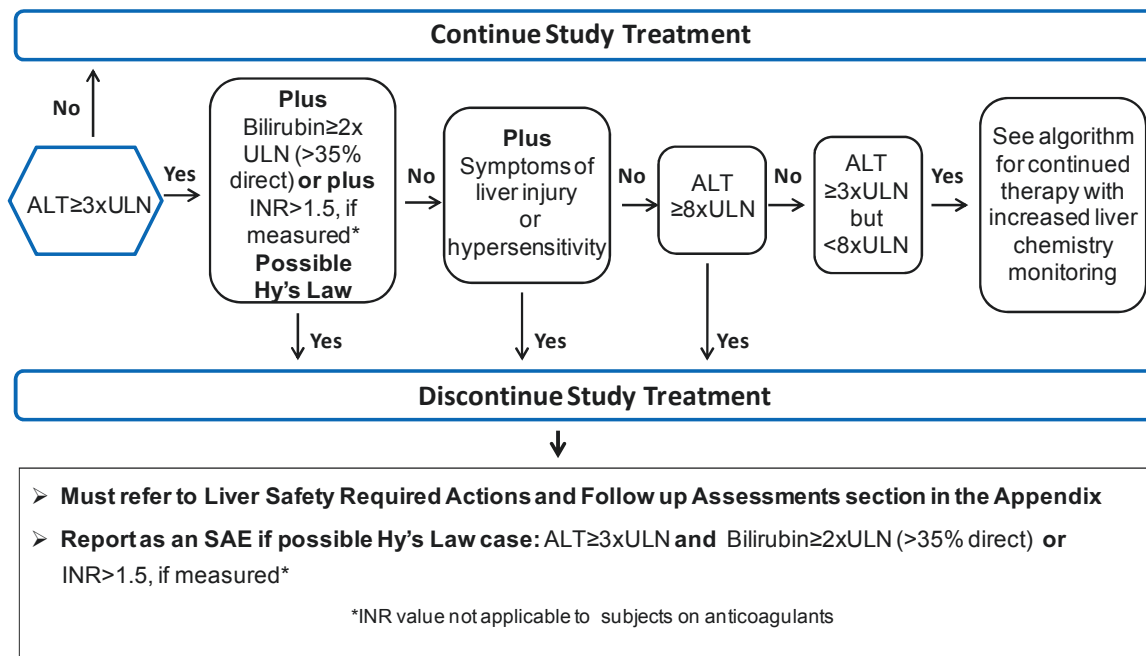 Continue Study Treatment
No
ALT≥3xULN
Yes
Plus
Bilirubin≥2x
ULN (>35%
direct) or plus
INR>1.5, if
measured*
Possible
Hy's Law
No
Plus
Symptoms of
liver injury
or
hypersensitivity
No
ALT
≥8xULN
No
ALT
≥3xULN
but
<8xULN
Yes
See algorithm
for continued
therapy with
increased liver
chemistry
monitoring
Yes
Yes
Yes
Discontinue Study Treatment
➢ Must refer to Liver Safety Required Actions and Follow up Assessments section in the Appendix
➢ Report as an SAE if possible Hy's Law case: ALT≥3xULN and Bilirubin≥2xULN (>35% direct) or
INR>1.5, if measured*
*INR value not applicable to subjects on anticoagulants